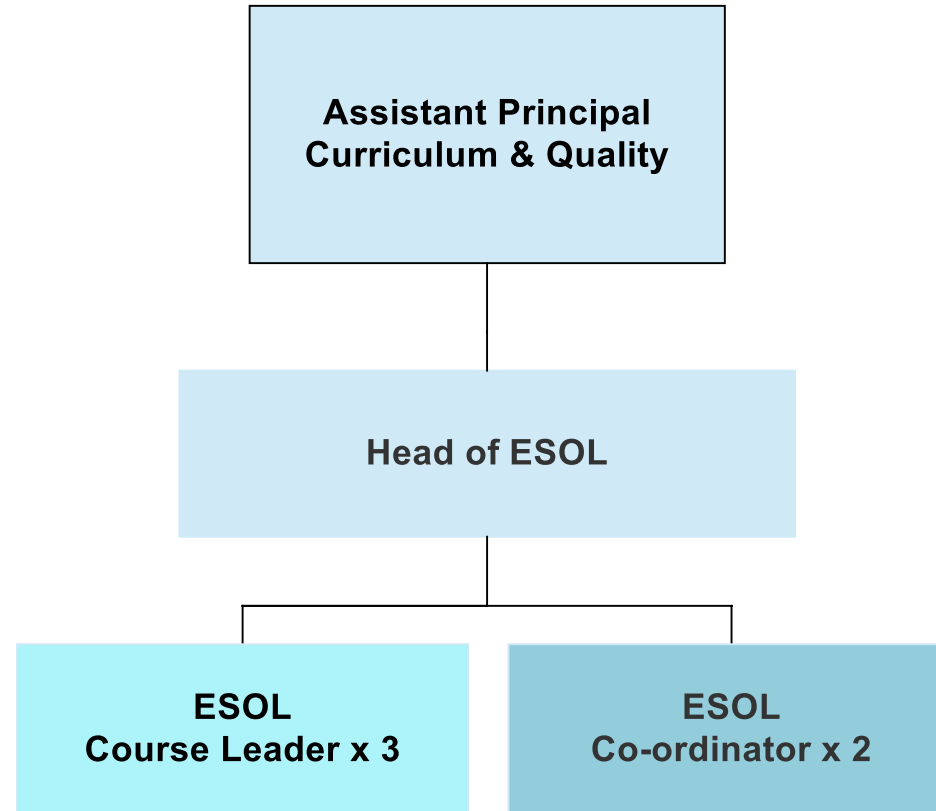 Assistant Principal
Curriculum & Quality
Head of ESOL
ESOL
Course Leader x 3
ESOL
Co-ordinator x 2